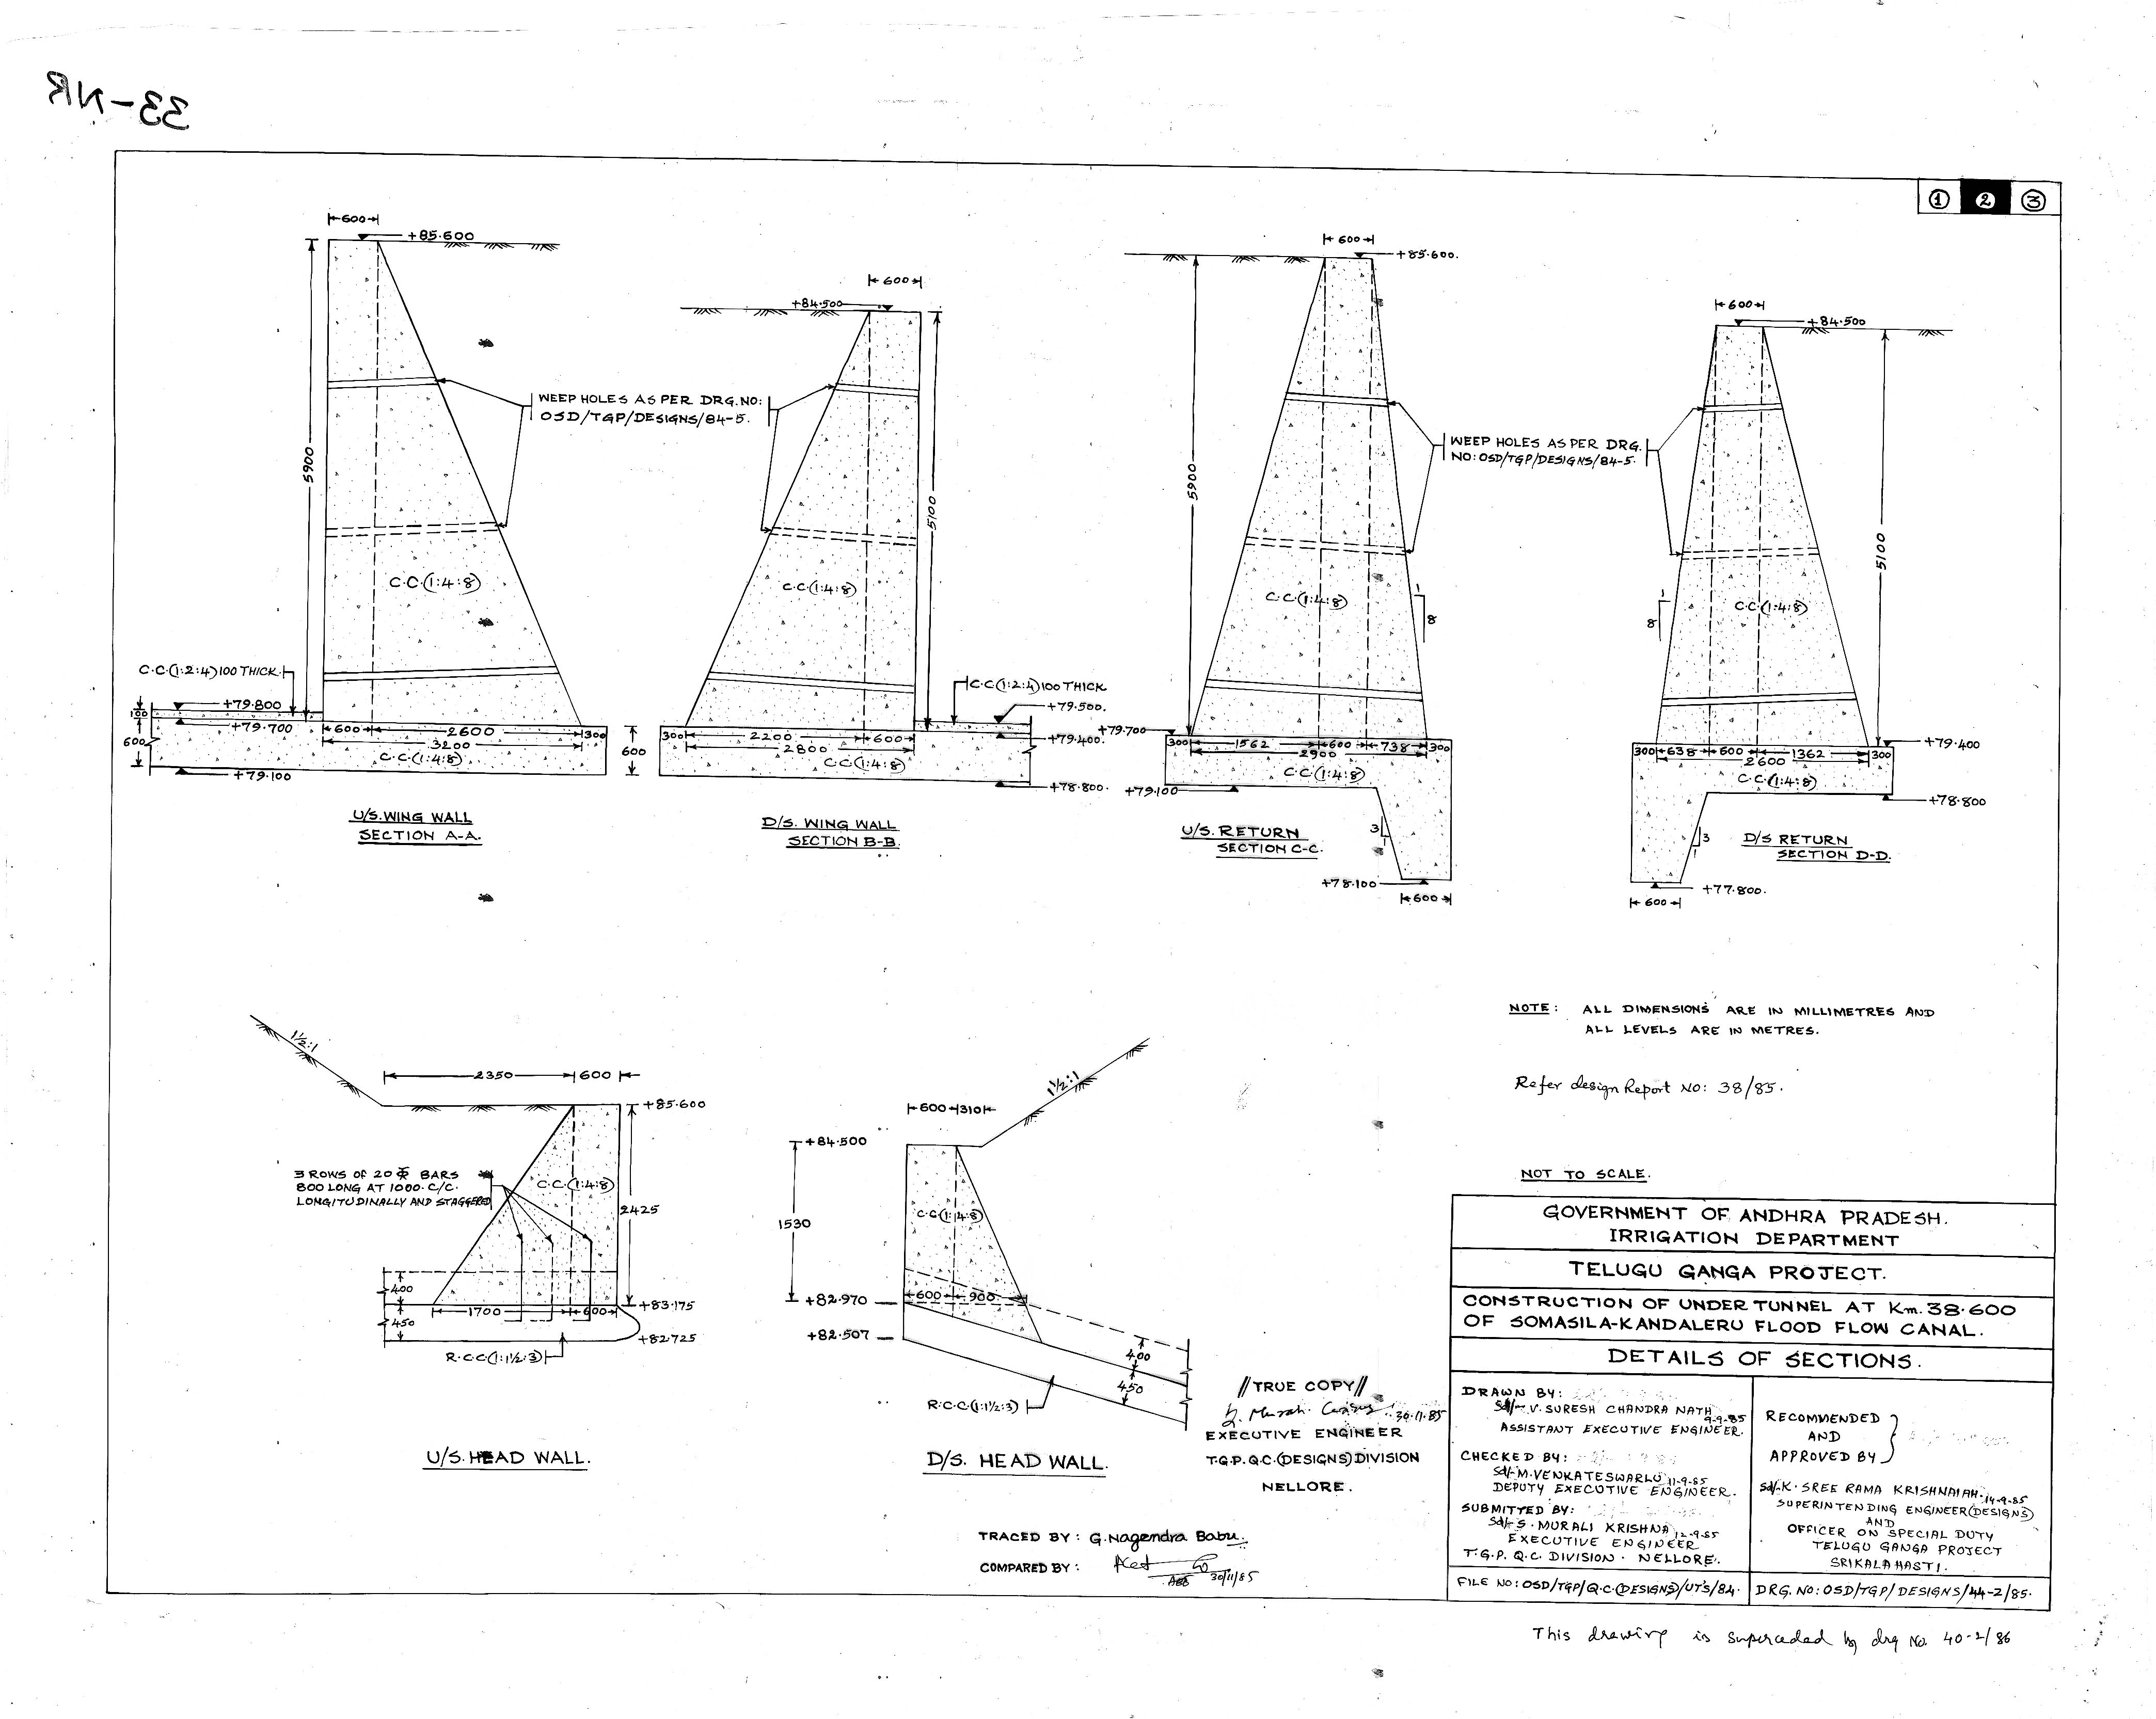 33-NR
① ② ③
600
+85.600
5900
C.C.(1:4:8)
C.C.(1:2:4)100 THICK.
+79.800
100
+79.700
600
600 2600 300
3200
C.C.(1:4:8)
+79.100
U/S. WING WALL
SECTION A-A.
WEEP HOLES AS PER DRG. NO:
OSD/TGP/DESIGNS/84-5.
600
+84.500
5100
C.C.(1:4:8)
C.C.(1:2:4)100 THICK
+79.500.
+79.400.
600
300 2200 600
2800
C.C.(1:4:8)
+78.800.
D/S. WING WALL
SECTION B-B.
600
+85.600.
5900
C.C.(1:4:8)
1
8
+79.700
300 1562 600 738 300
2900
C.C.(1:4:8)
+79.100
3
1
+78.100
600
U/S. RETURN
SECTION C-C.
WEEP HOLES AS PER DRG.
NO: OSD/TGP/DESIGNS/84-5.
600
+84.500
5100
1
8
C.C.(1:4:8)
+79.400
300 638 600 1362 300
2600
C.C.(1:4:8)
+78.800
3
1
+77.800.
600
D/S RETURN
SECTION D-D.
1½:1
2350 600
+85.600
3 ROWS OF 20 Φ BARS
800 LONG AT 1000. C/C.
LONGITUDINALLY AND STAGGERED
C.C.(1:4:8)
2425
400
1700 600
+83.175
450
+82.725
R.C.C.(1:1½:3)
U/S. HEAD WALL.
1½:1
600 310
+84.500
1530
C.C.(1:4:8)
600 900
+82.970
+82.507
400
450
R.C.C.(1:1½:3)
D/S. HEAD WALL.
NOTE: ALL DIMENSIONS ARE IN MILLIMETRES AND
ALL LEVELS ARE IN METRES.
Refer design Report NO: 38/85.
NOT TO SCALE.
//TRUE COPY//
30.11.85
EXECUTIVE ENGINEER
T.G.P. Q.C. (DESIGNS) DIVISION
NELLORE.
TRACED BY: G. Nagendra Babu.
COMPARED BY:
30/11/85
GOVERNMENT OF ANDHRA PRADESH.
IRRIGATION DEPARTMENT
TELUGU GANGA PROJECT.
CONSTRUCTION OF UNDER TUNNEL AT Km. 38.600
OF SOMASILA-KANDALERU FLOOD FLOW CANAL.
DETAILS OF SECTIONS.
DRAWN BY:
Sd/- V. SURESH CHANDRA NATH
9-9-85
ASSISTANT EXECUTIVE ENGINEER.
CHECKED BY:
Sd/- M. VENKATESWARLU 11-9-85
DEPUTY EXECUTIVE ENGINEER.
SUBMITTED BY:
Sd/- S. MURALI KRISHNA 12-9-85
EXECUTIVE ENGINEER
T.G.P. Q.C. DIVISION. NELLORE.
RECOMMENDED
AND
APPROVED BY
Sd/- K. SREE RAMA KRISHNAIAH. 14-9-85
SUPERINTENDING ENGINEER (DESIGNS)
AND
OFFICER ON SPECIAL DUTY
TELUGU GANGA PROJECT
SRIKALAHASTI.
FILE NO: OSD/TGP/Q.C.(DESIGNS)/UT'S/84.
DRG. NO: OSD/TGP/DESIGNS/44-2/85.
This drawing is superceded by drg No. 40-2/86